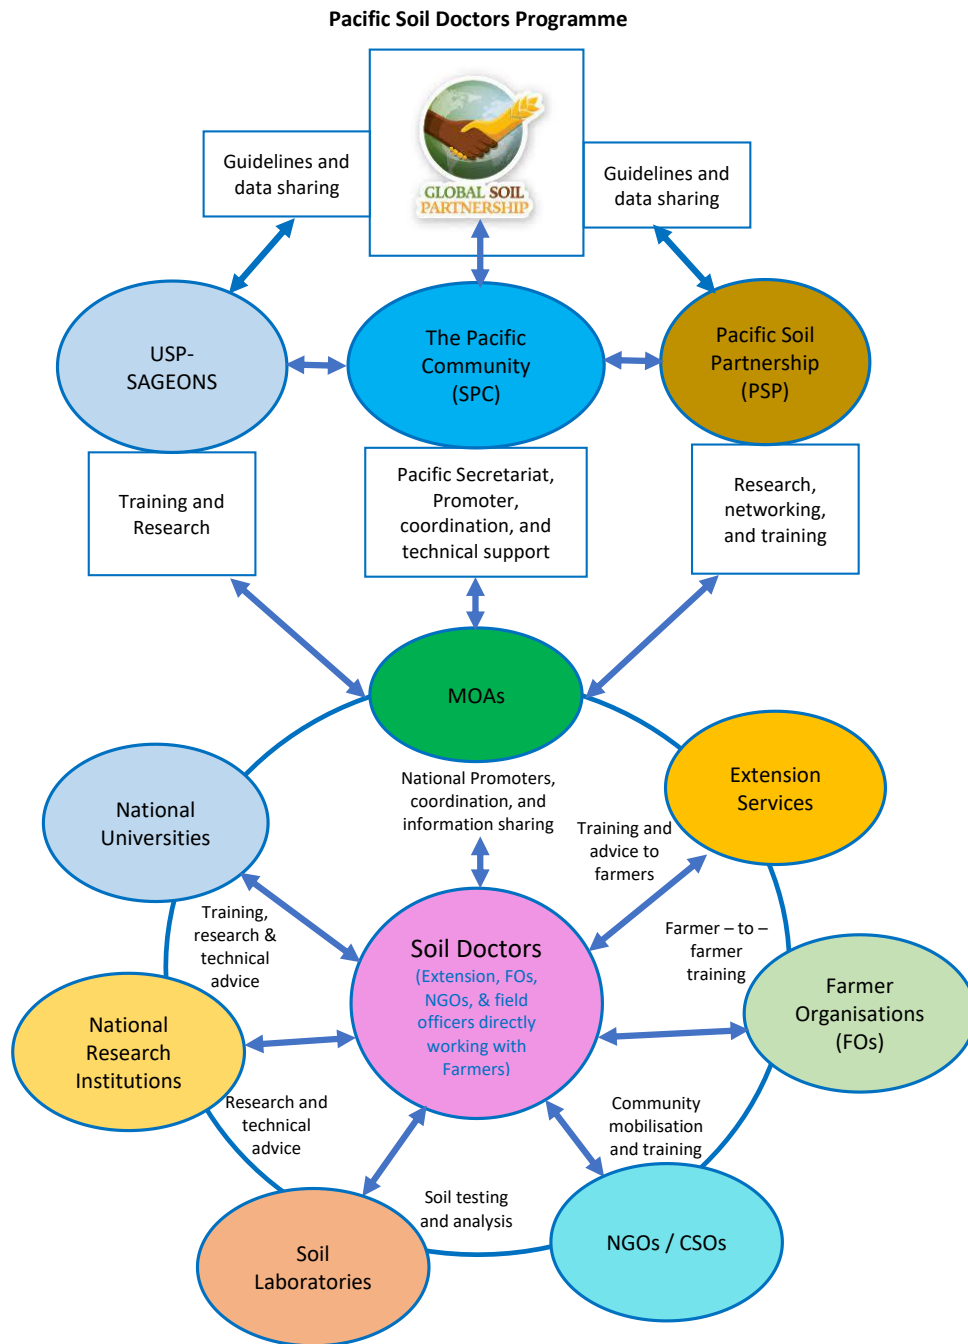 Pacific Soil Doctors Programme
GLOBAL SOIL
PARTNERSHIP
Guidelines and
data sharing
Guidelines and
data sharing
USP-
SAGEONS
The Pacific
Community
(SPC)
Pacific Soil
Partnership
(PSP)
Training and
Research
Pacific Secretariat,
Promoter,
coordination, and
technical support
Research,
networking,
and training
MOAs
National Promoters,
coordination, and
information sharing
National
Universities
Extension
Services
Training and
advice to
farmers
Training,
research &
technical
advice
Soil Doctors
(Extension, FOs,
NGOs, & field
officers directly
working with
Farmers)
Farmer – to –
farmer
training
Farmer
Organisations
(FOs)
National
Research
Institutions
Research and
technical
advice
Community
mobilisation
and training
Soil testing
and analysis
Soil
Laboratories
NGOs / CSOs